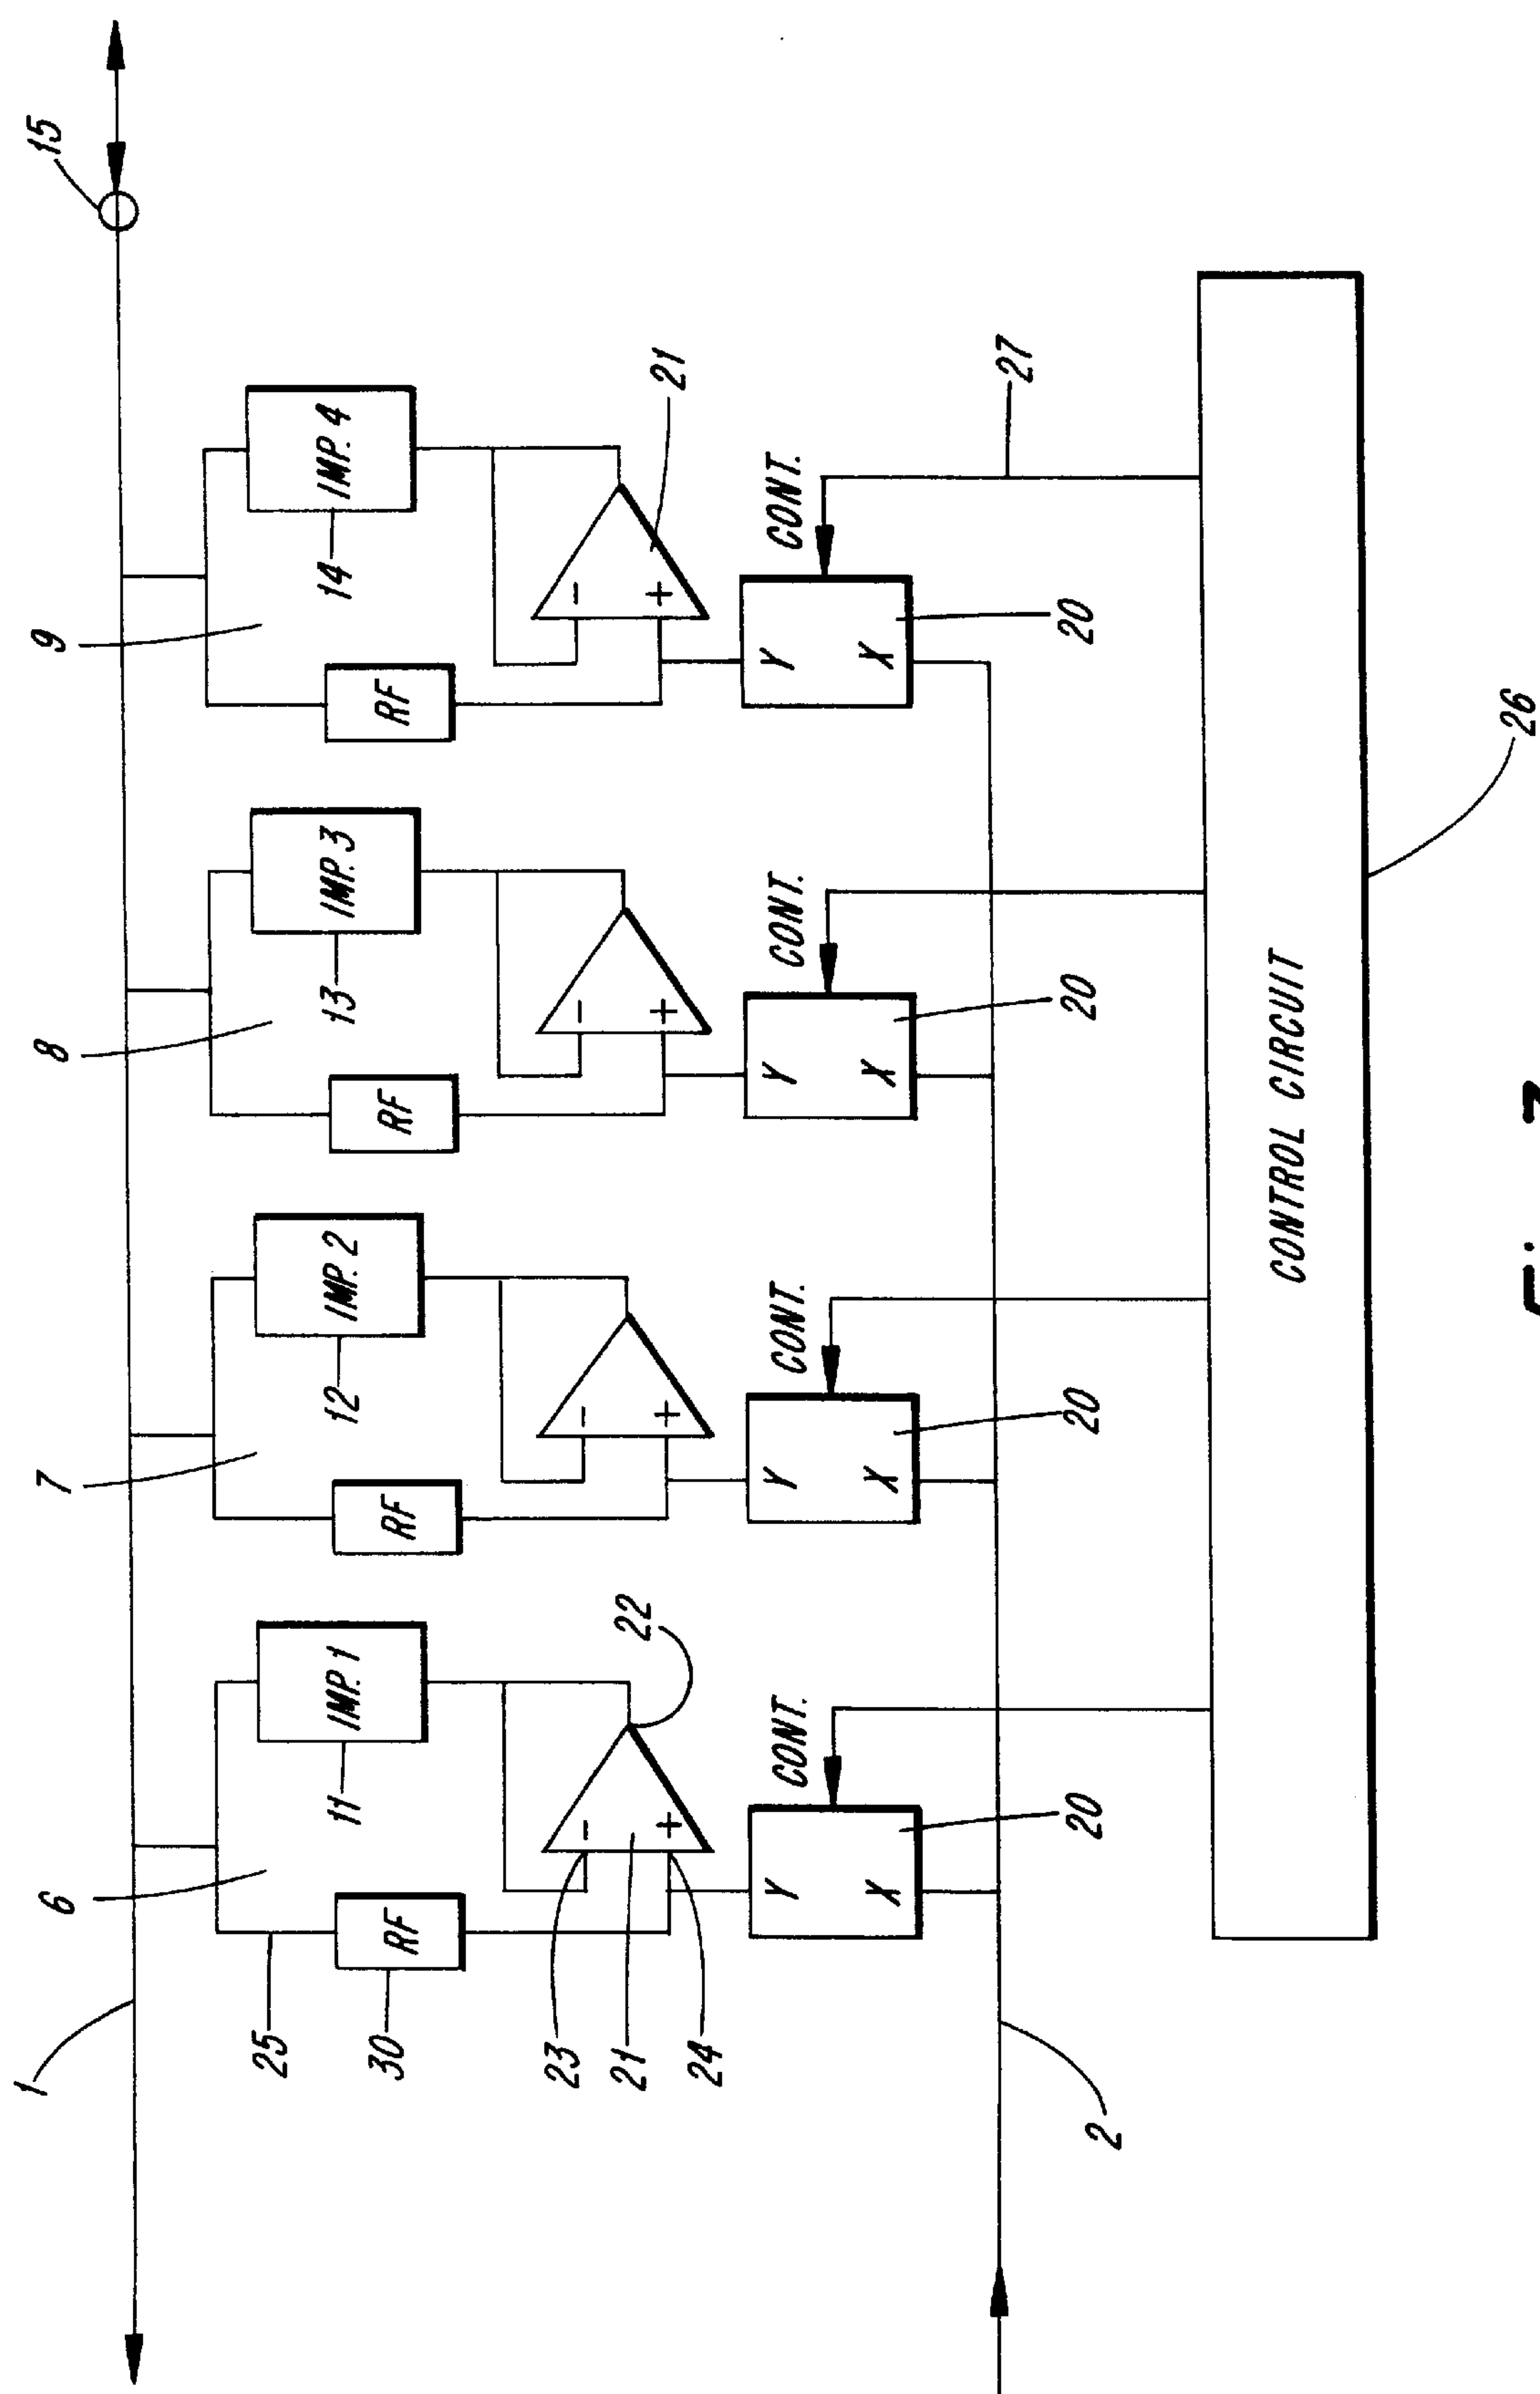 1
6 7 8 9 15
25
11 IMP.1 12 IMP.2 13 IMP.3 14 IMP.4
30 RF RF RF RF
23 - - - -
21 22 21
24 + + + +
Y CONT. Y CONT. Y CONT. Y CONT.
X X X X
27
20 20 20 20
2
CONTROL CIRCUIT
26